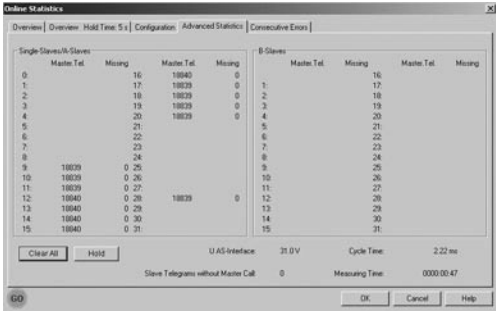 Online Statistics
Overview Overview Hold Time: 5 s Configuration Advanced Statistics Consecutive Errors
Single-Slaves/A-Slaves B-Slaves
Master.Tel. Missing Master.Tel. Missing Master.Tel. Missing Master.Tel. Missing
0: 16: 18840 0 16:
1: 17: 18839 0 1: 17:
2: 18: 18839 0 2: 18:
3: 19: 18839 0 3: 19:
4: 20: 18839 0 4: 20:
5: 21: 5: 21:
6: 22: 6: 22:
7: 23: 7: 23:
8: 24: 8: 24:
9: 18839 0 25: 9: 25:
10: 18839 0 26: 10: 26:
11: 18839 0 27: 11: 27:
12: 18840 0 28: 18839 0 12: 28:
13: 18840 0 29: 13: 29:
14: 18840 0 30: 14: 30:
15: 18840 0 31: 15: 31:
Clear All Hold U AS-Interface: 31.0 V Cycle Time: 2.22 ms
Slave Telegrams without Master Call: 0 Measuring Time: 0000:00:47
GO OK Cancel Help